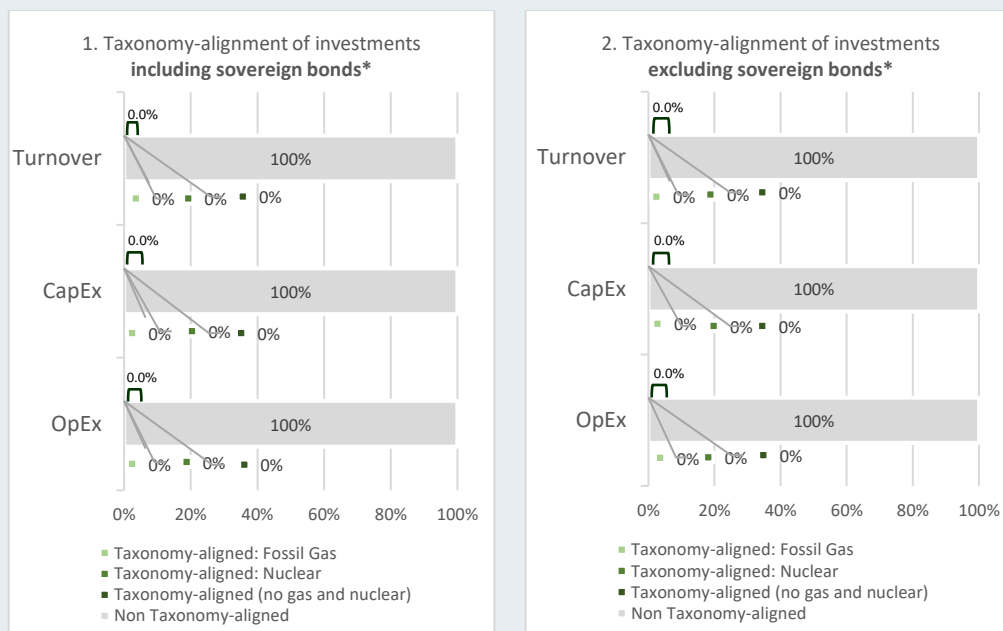 1. Taxonomy-alignment of investments
including sovereign bonds*
0.0%
Turnover
100%
0%
0%
0%
0.0%
CapEx
100%
0%
0%
0%
0.0%
OpEx
100%
0%
0%
0%
0%
20%
40%
60%
80%
100%
Taxonomy-aligned: Fossil Gas
Taxonomy-aligned: Nuclear
Taxonomy-aligned (no gas and nuclear)
Non Taxonomy-aligned
2. Taxonomy-alignment of investments
excluding sovereign bonds*
0.0%
Turnover
100%
0%
0%
0%
0.0%
CapEx
100%
0%
0%
0%
0.0%
OpEx
100%
0%
0%
0%
0%
20%
40%
60%
80%
100%
Taxonomy-aligned: Fossil Gas
Taxonomy-aligned: Nuclear
Taxonomy-aligned (no gas and nuclear)
Non Taxonomy-aligned